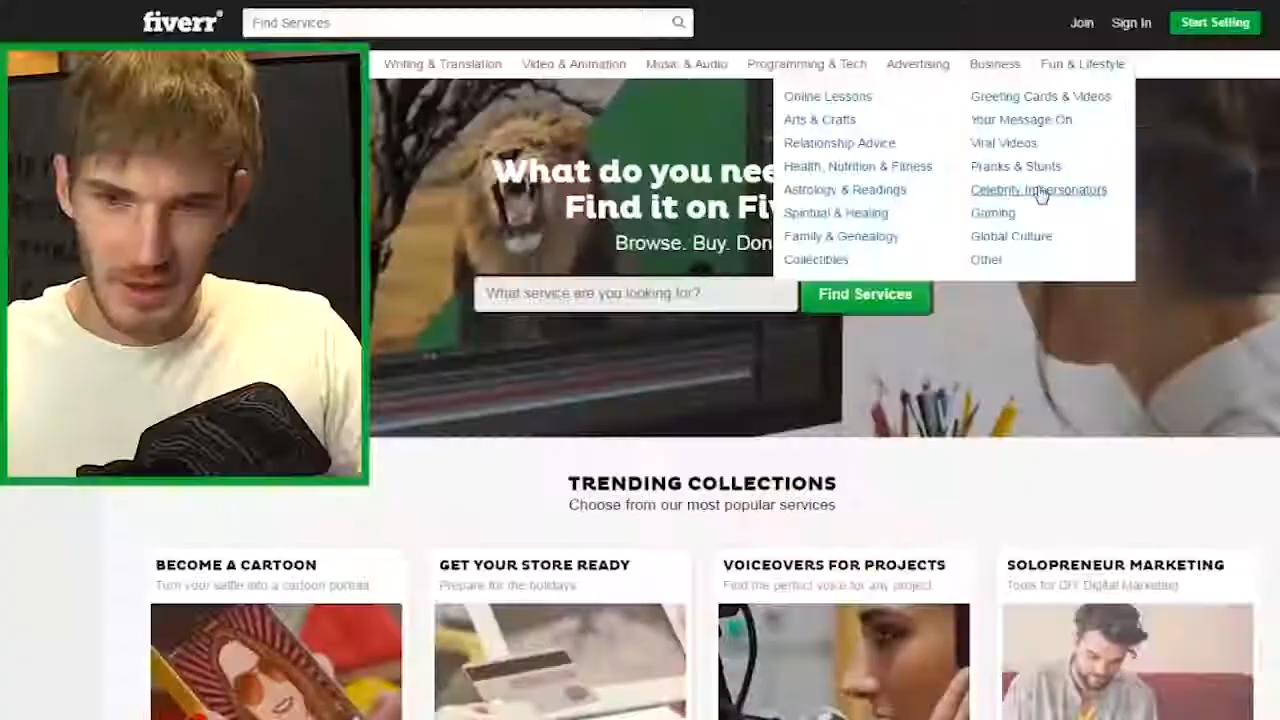 fiverr®
Find Services
Join
Sign In
Start Selling
Writing & Translation
Video & Animation
Music & Audio
Programming & Tech
Advertising
Business
Fun & Lifestyle
Online Lessons
Arts & Crafts
Relationship Advice
Health, Nutrition & Fitness
Astrology & Readings
Spiritual & Healing
Family & Genealogy
Collectibles
Greeting Cards & Videos
Your Message On
Viral Videos
Pranks & Stunts
Celebrity Impersonators
Gaming
Global Culture
Other
What do you nee
Find it on Fiv
Browse. Buy. Don
What service are you looking for?
Find Services
TRENDING COLLECTIONS
Choose from our most popular services
BECOME A CARTOON
Turn your selfie into a cartoon portrait
GET YOUR STORE READY
Prepare for the holidays
VOICEOVERS FOR PROJECTS
Find the perfect voice for any project
SOLOPRENEUR MARKETING
Tools for DIY Digital Marketing